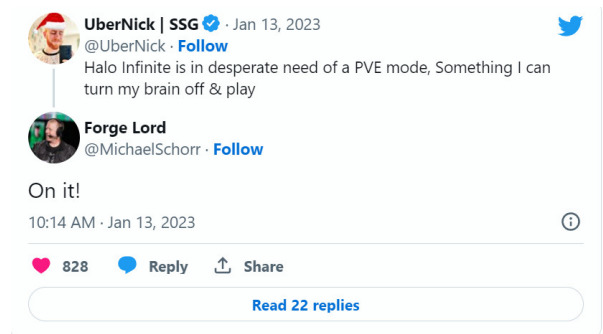 UberNick | SSG · Jan 13, 2023
@UberNick · Follow
Halo Infinite is in desperate need of a PVE mode, Something I can
turn my brain off & play
Forge Lord
@MichaelSchorr · Follow
On it!
10:14 AM · Jan 13, 2023
828 Reply Share
Read 22 replies